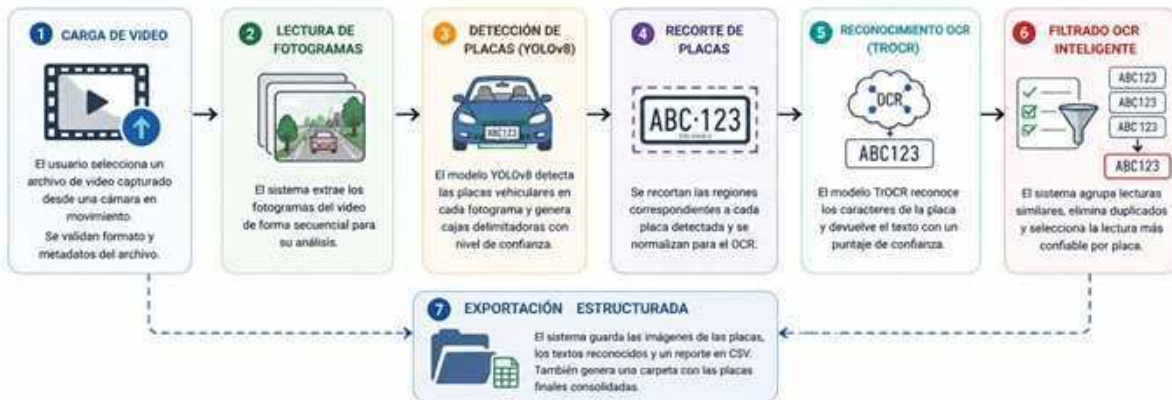 1 CARGA DE VIDEO
El usuario selecciona un
archivo de video capturado
desde una cámara en
movimiento.
Se validan formato y
metadatos del archivo.
2 LECTURA DE
FOTOGRAMAS
El sistema extrae los
fotogramas del video
de forma secuencial para
su análisis.
3 DETECCIÓN DE
PLACAS (YOLOv8)
ABC123
El modelo YOLOv8 detecta
las placas vehiculares en
cada fotograma y genera
cajas delimitadoras con
nivel de confianza.
4 RECORTE DE
PLACAS
ABC·123
Se recortan las regiones
correspondientes a cada
placa detectada y se
normalizan para el OCR.
5 RECONOCIMIENTO OCR
(TROCR)
OCR
ABC123
El modelo TrOCR reconoce
los caracteres de la placa
y devuelve el texto con un
puntaje de confianza.
6 FILTRADO OCR
INTELIGENTE
ABC123
ABC123
ABC 123
ABC123
El sistema agrupa lecturas
similares, elimina duplicados
y selecciona la lectura más
confiable por placa.
7 EXPORTACIÓN ESTRUCTURADA
El sistema guarda las imágenes de las placas,
los textos reconocidos y un reporte en CSV.
También genera una carpeta con las placas
finales consolidadas.